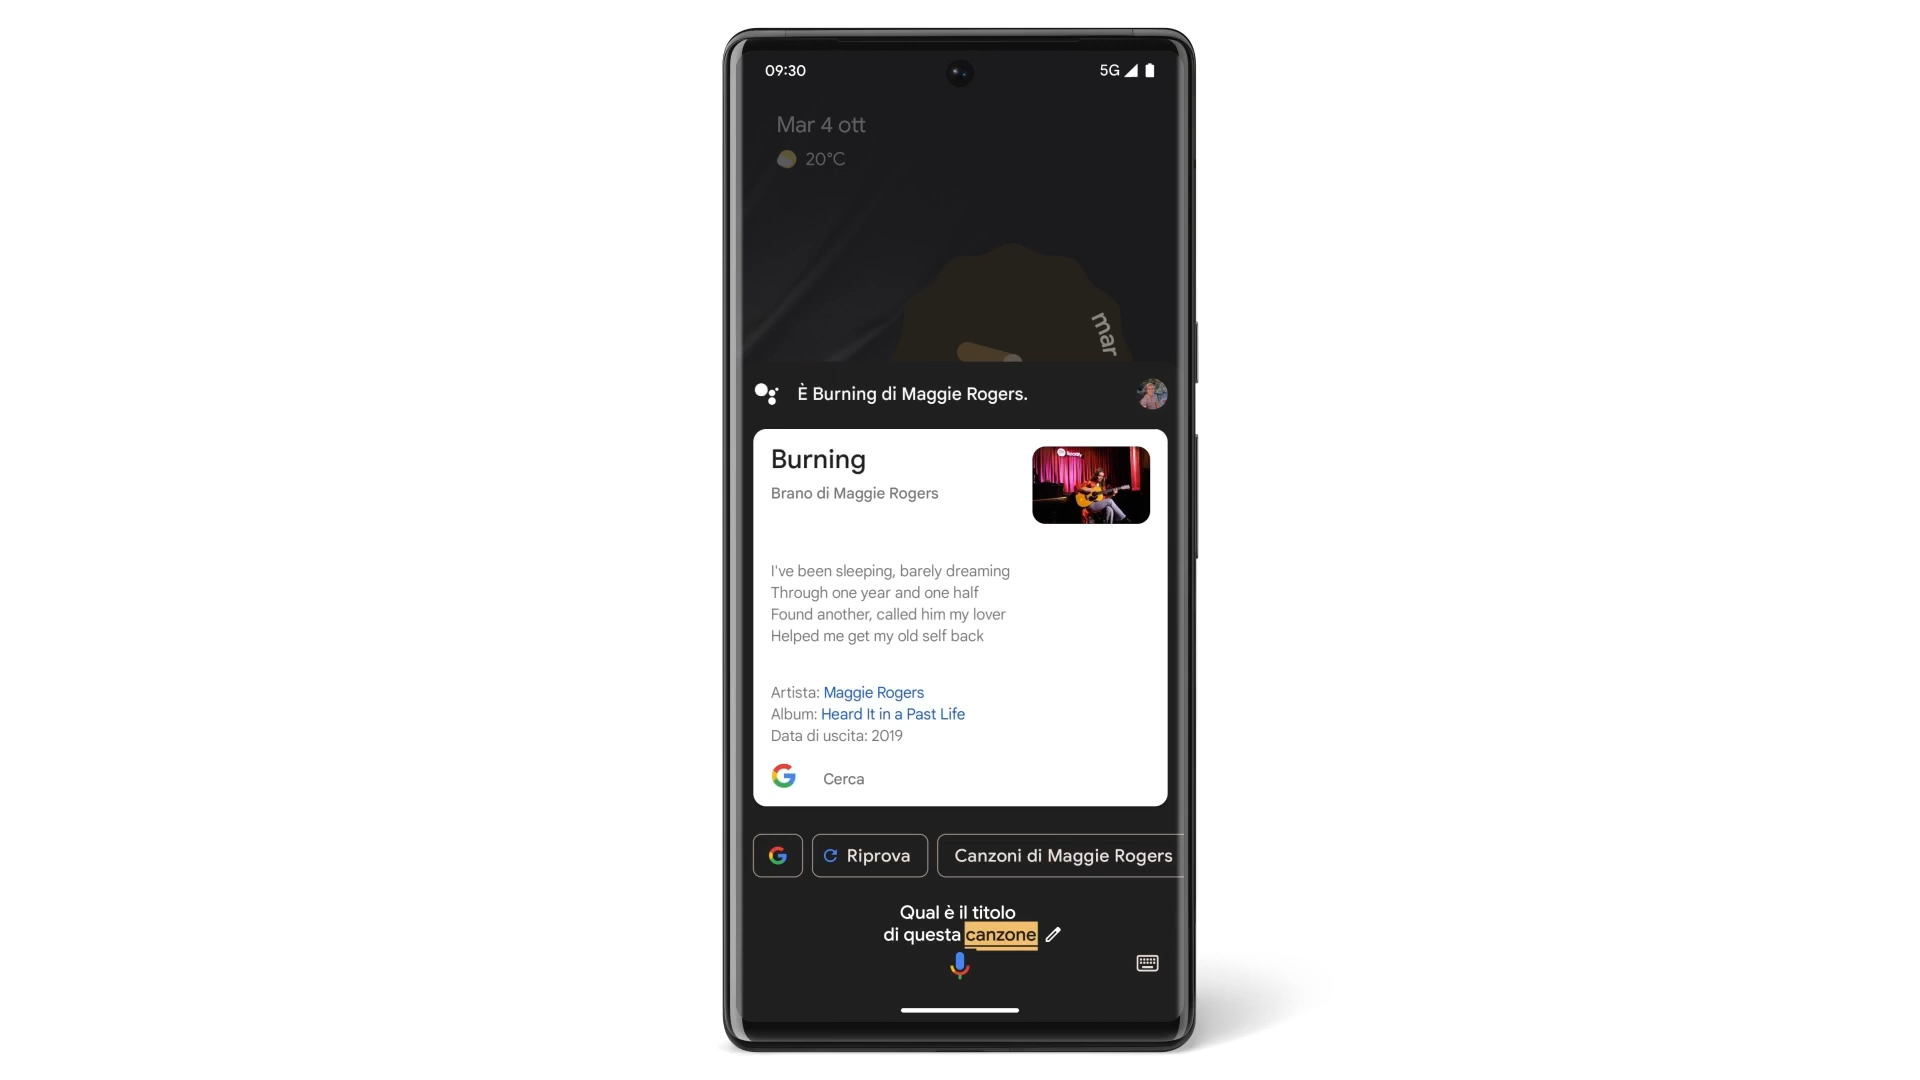 09:30
5G
Mar 4 ott
20°C
mar
È Burning di Maggie Rogers.
Burning
Brano di Maggie Rogers
I've been sleeping, barely dreaming
Through one year and one half
Found another, called him my lover
Helped me get my old self back
Artista: Maggie Rogers
Album: Heard It in a Past Life
Data di uscita: 2019
Cerca
Riprova
Canzoni di Maggie Rogers
Qual è il titolo
di questa canzone